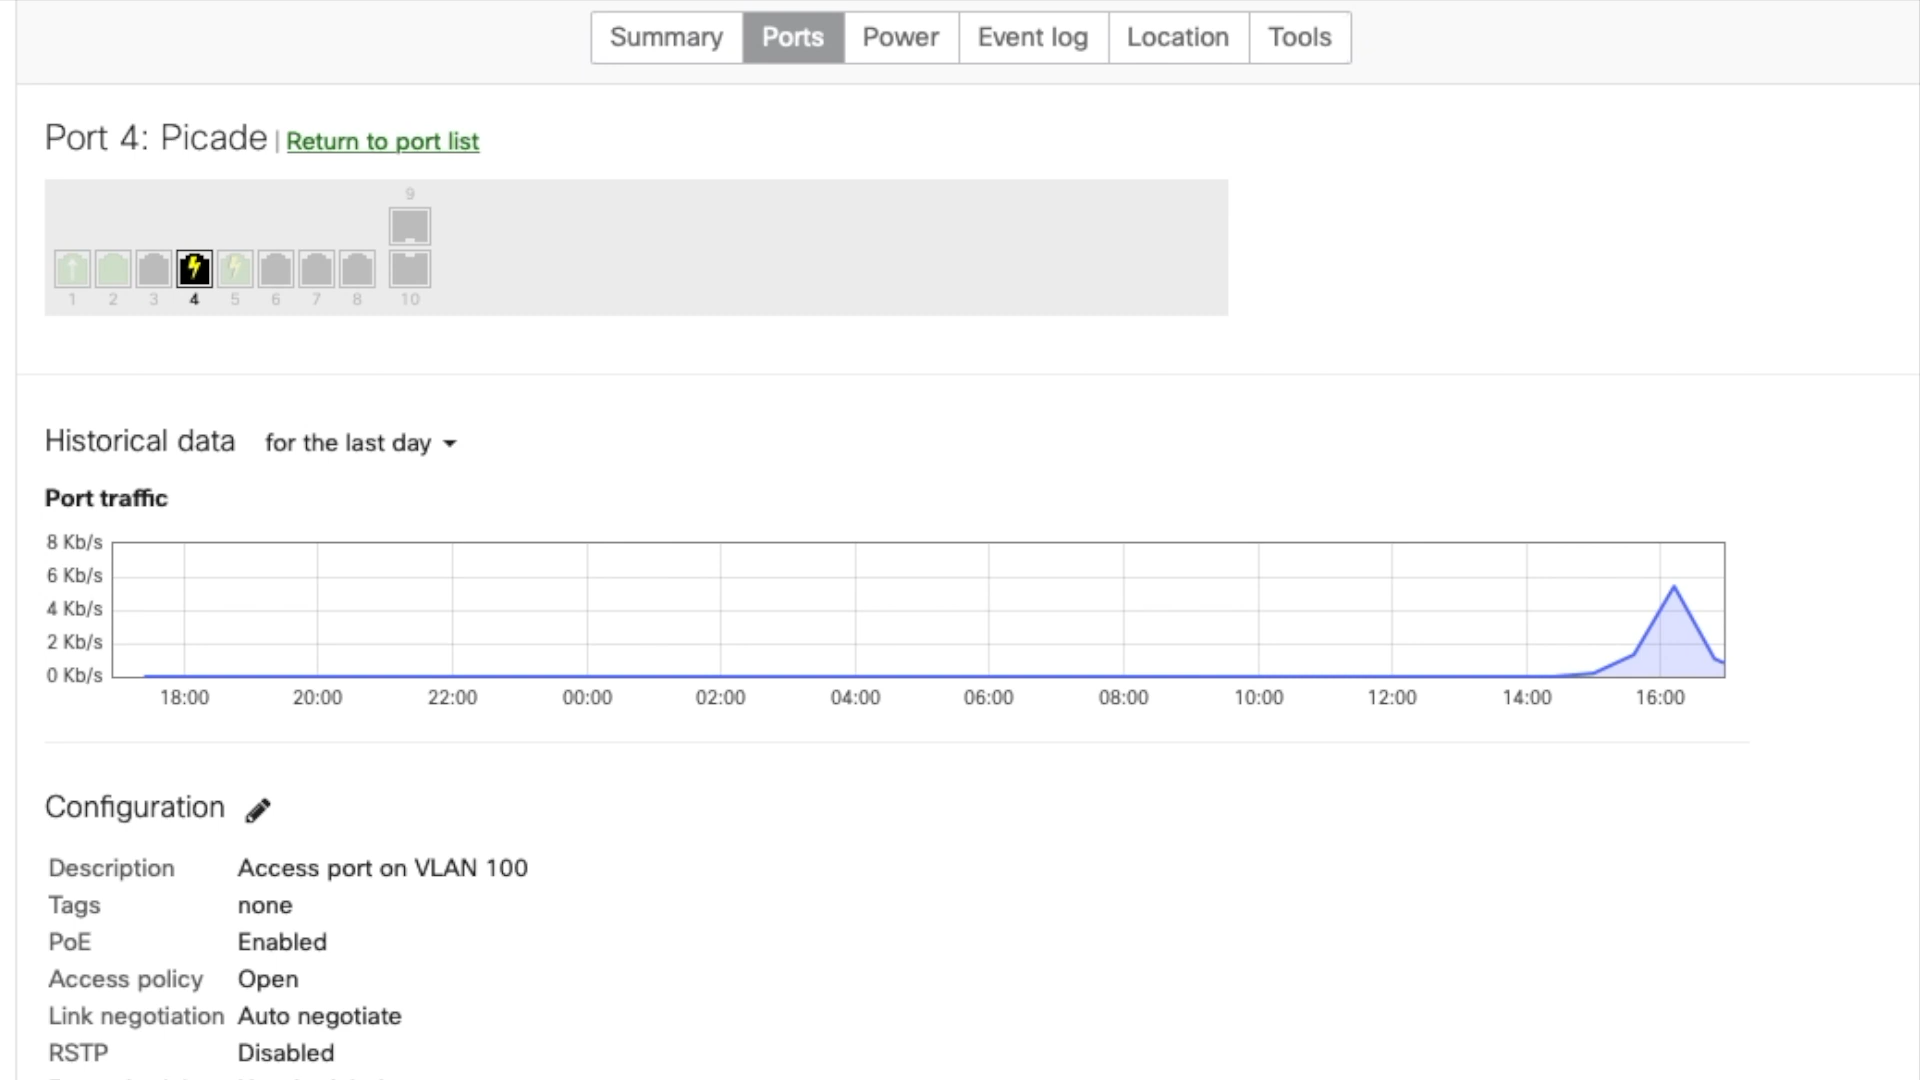 Summary Ports Power Event log Location Tools
Port 4: Picade | Return to port list
9
1 2 3 4 5 6 7 8 10
Historical data for the last day
Port traffic
8 Kb/s
6 Kb/s
4 Kb/s
2 Kb/s
0 Kb/s
18:00 20:00 22:00 00:00 02:00 04:00 06:00 08:00 10:00 12:00 14:00 16:00
Configuration
Description Access port on VLAN 100
Tags none
PoE Enabled
Access policy Open
Link negotiation Auto negotiate
RSTP Disabled